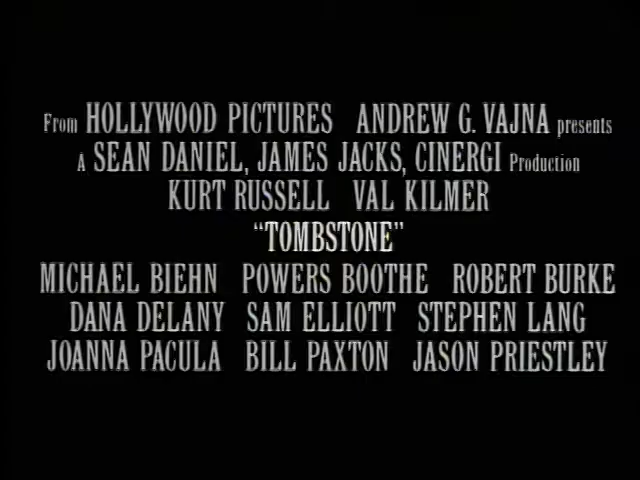 From HOLLYWOOD PICTURES ANDREW G. VAJNA presents
A SEAN DANIEL, JAMES JACKS, CINERGI Production
KURT RUSSELL VAL KILMER
“TOMBSTONE”
MICHAEL BIEHN POWERS BOOTHE ROBERT BURKE
DANA DELANY SAM ELLIOTT STEPHEN LANG
JOANNA PACULA BILL PAXTON JASON PRIESTLEY